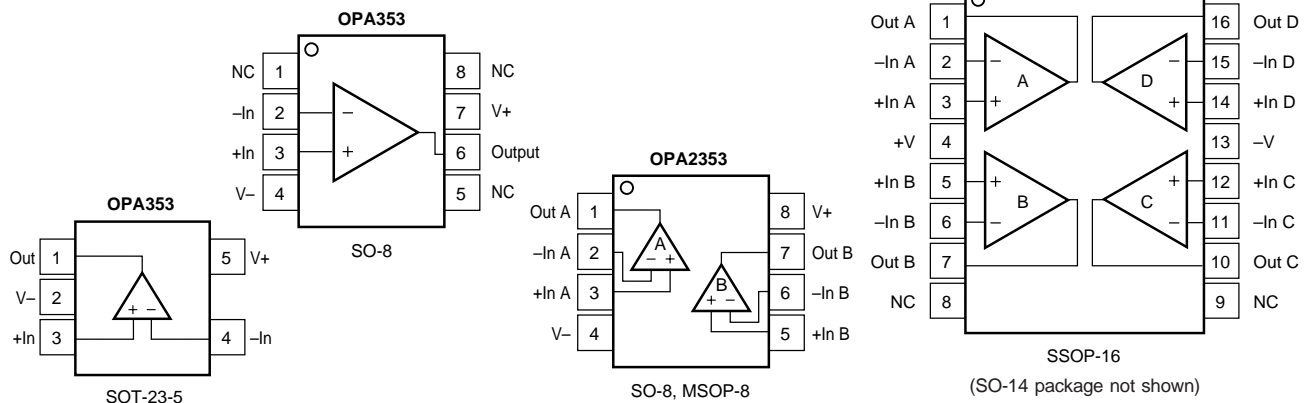 OPA353
Out 1
V– 2
+In 3
5 V+
4 –In
+ –
SOT-23-5
OPA353
NC 1
–In 2
+In 3
V– 4
8 NC
7 V+
6 Output
5 NC
–
+
SO-8
OPA2353
Out A 1
–In A 2
+In A 3
V– 4
8 V+
7 Out B
6 –In B
5 +In B
A
– +
B
+ –
SO-8, MSOP-8
Out A 1
–In A 2
+In A 3
+V 4
+In B 5
–In B 6
Out B 7
NC 8
16 Out D
15 –In D
14 +In D
13 –V
12 +In C
11 –In C
10 Out C
9 NC
–
A
+
–
D
+
+
B
–
+
C
–
SSOP-16
(SO-14 package not shown)